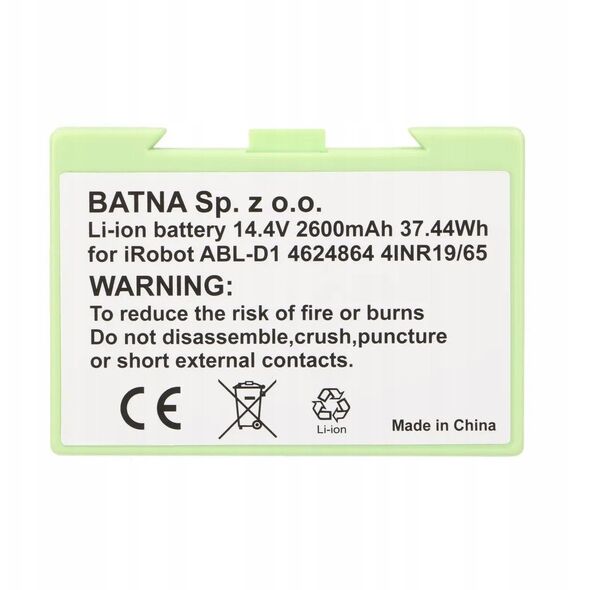 BATNA Sp. z o.o.
Li-ion battery 14.4V 2600mAh 37.44Wh
for iRobot ABL-D1 4624864 4INR19/65
WARNING:
To reduce the risk of fire or burns
Do not disassemble,crush,puncture
or short external contacts.
CE
Li-ion
Made in China